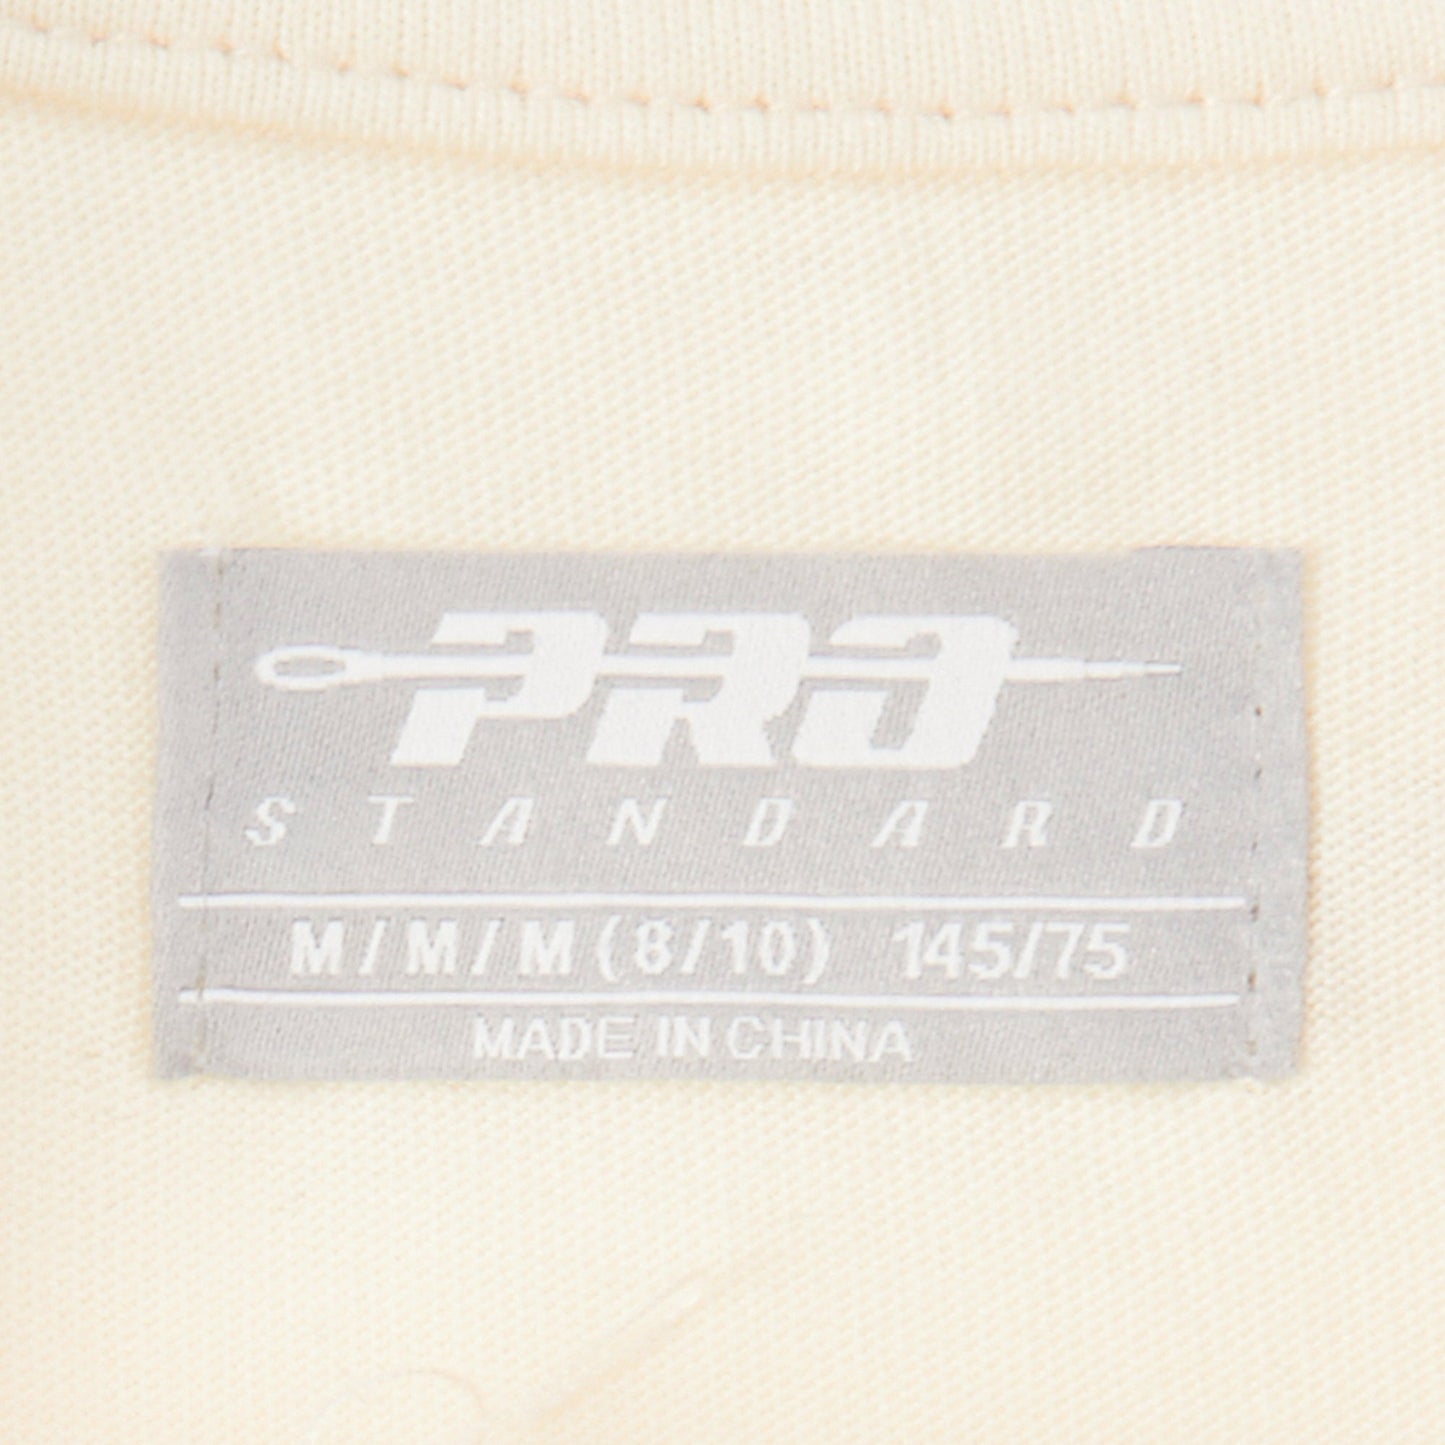 PRO
STANDARD
M/M/M(8/10) 145/75
MADE IN CHINA